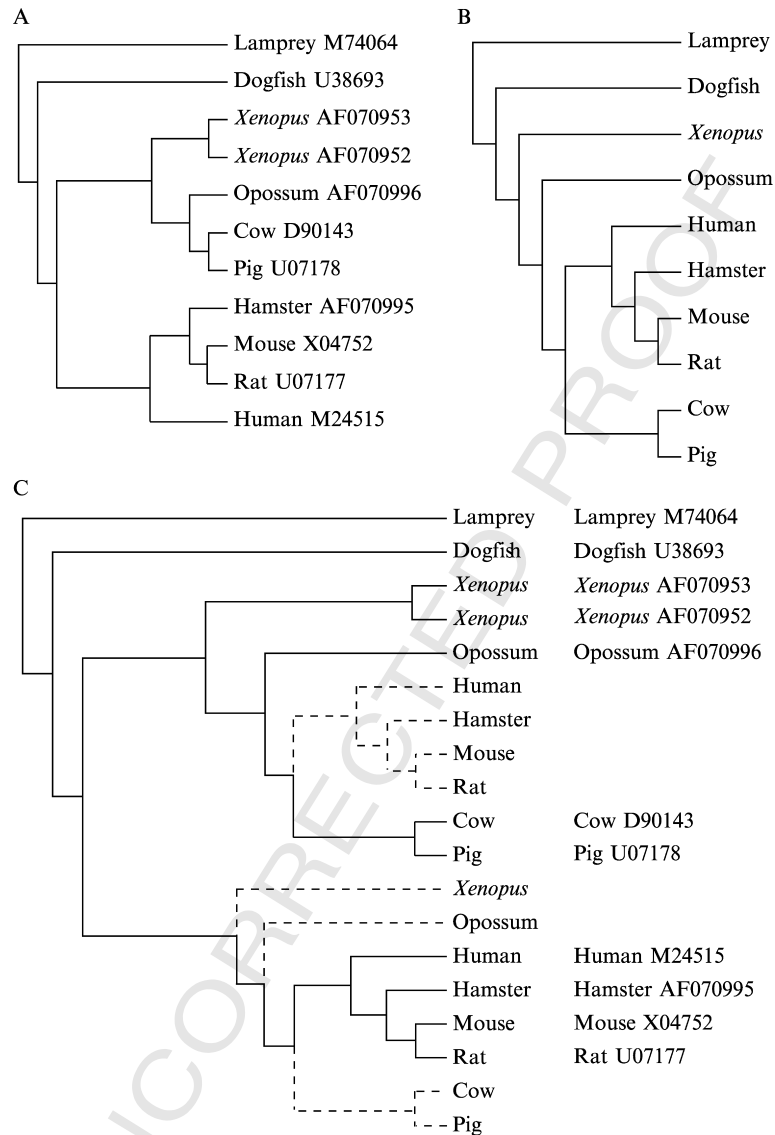 A
Lamprey M74064
Dogfish U38693
Xenopus AF070953
Xenopus AF070952
Opossum AF070996
Cow D90143
Pig U07178
Hamster AF070995
Mouse X04752
Rat U07177
Human M24515
B
Lamprey
Dogfish
Xenopus
Opossum
Human
Hamster
Mouse
Rat
Cow
Pig
C
Lamprey Lamprey M74064
Dogfish Dogfish U38693
Xenopus Xenopus AF070953
Xenopus Xenopus AF070952
Opossum Opossum AF070996
Human
Hamster
Mouse
Rat
Cow Cow D90143
Pig Pig U07178
Xenopus
Opossum
Human Human M24515
Hamster Hamster AF070995
Mouse Mouse X04752
Rat Rat U07177
Cow
Pig
NCORRECTED PROOF